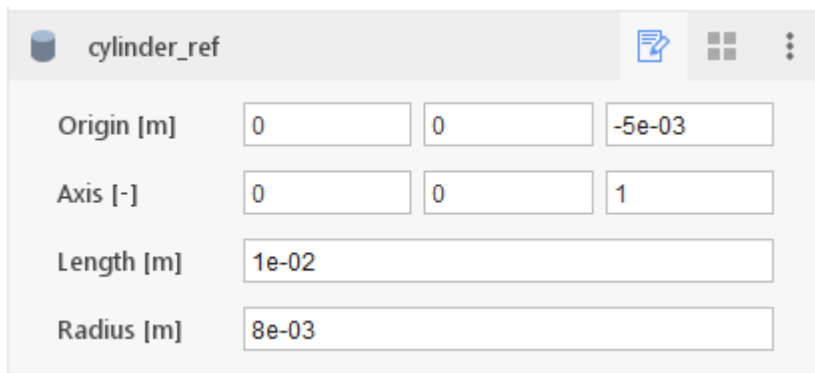 cylinder_ref
Origin [m] 0 0 -5e-03
Axis [-] 0 0 1
Length [m] 1e-02
Radius [m] 8e-03